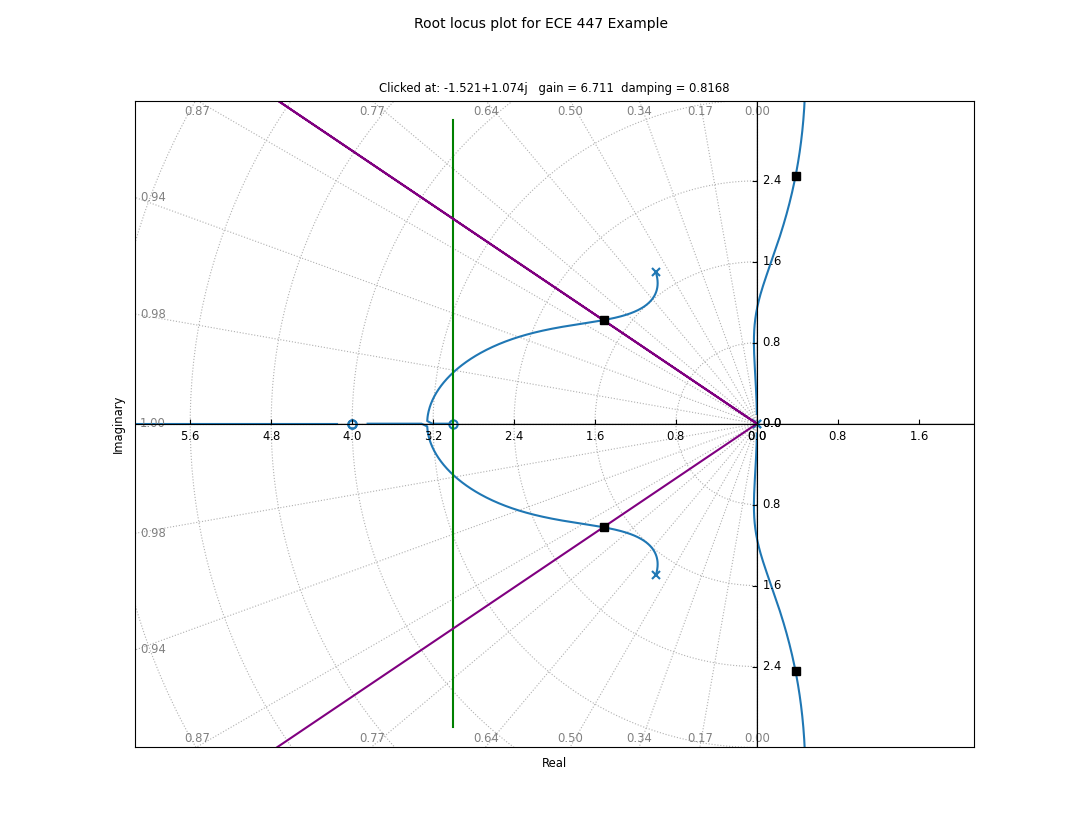 Root locus plot for ECE 447 Example
Clicked at: -1.521+1.074j gain = 6.711 damping = 0.8168
0.87 0.77 0.64 0.50 0.34 0.17 0.00
2.4
0.94
1.6
0.98
0.8
1.00 0.0
5.6 4.8 4.0 3.2 2.4 1.6 0.8 0.0 0.8 1.6
Imaginary
0.8
0.98
1.6
0.94
2.4
0.87 0.77 0.64 0.50 0.34 0.17 0.00
Real